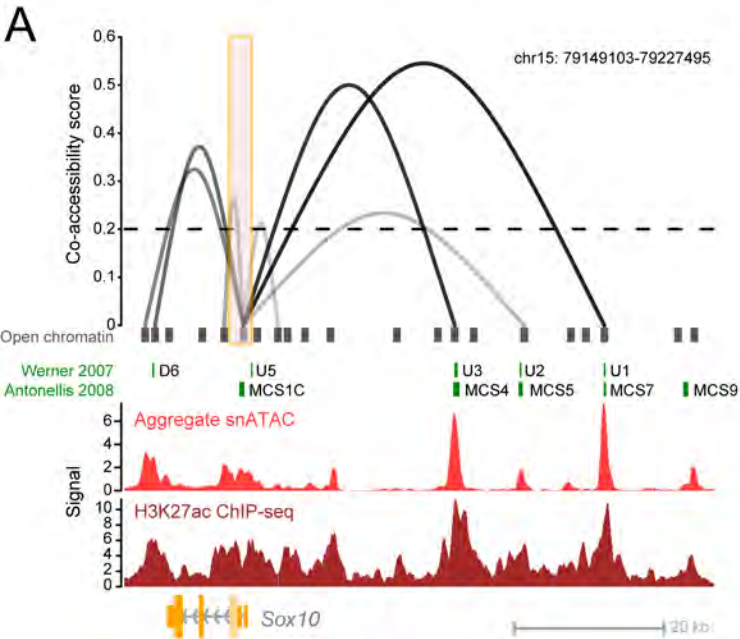 A
chr15: 79149103-79227495
Co-accessibility score
0.6
0.5
0.4
0.3
0.2
0.1
0
Open chromatin
Werner 2007 D6 U5 U3 U2 U1
Antonellis 2008 MCS1C MCS4 MCS5 MCS7 MCS9
Aggregate snATAC
6
4
2
0
Signal
H3K27ac ChIP-seq
10
8
6
4
2
0
Sox10
20 kb